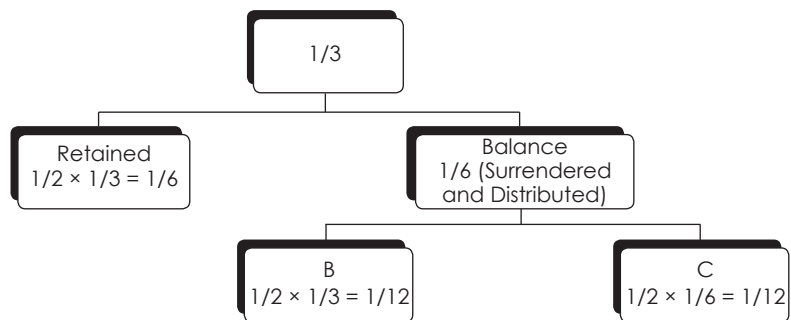 1/3
Retained
1/2 × 1/3 = 1/6
Balance
1/6 (Surrendered
and Distributed)
B
1/2 × 1/3 = 1/12
C
1/2 × 1/6 = 1/12